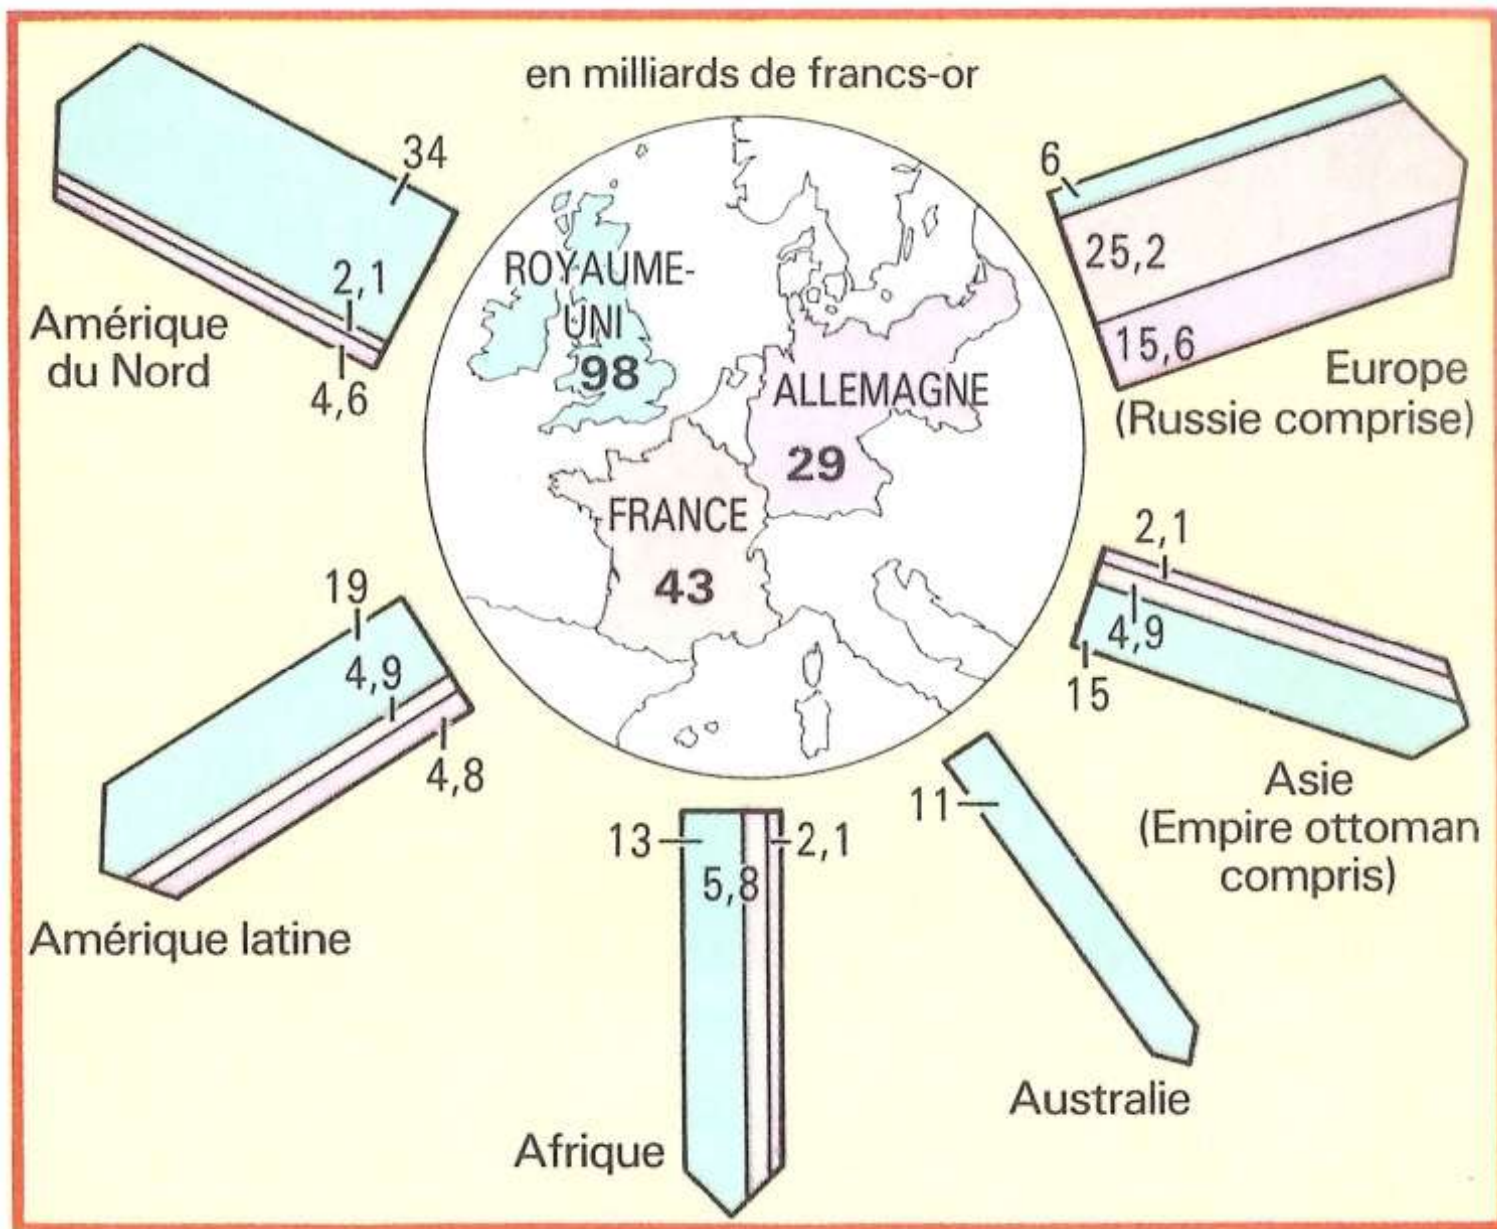 en milliards de francs-or
34
2,1
4,6
Amérique
du Nord
ROYAUME-
UNI
98
ALLEMAGNE
29
FRANCE
43
6
25,2
15,6
Europe
(Russie comprise)
19
4,9
4,8
Amérique latine
2,1
4,9
15
Asie
(Empire ottoman
compris)
13
5,8
2,1
Afrique
11
Australie